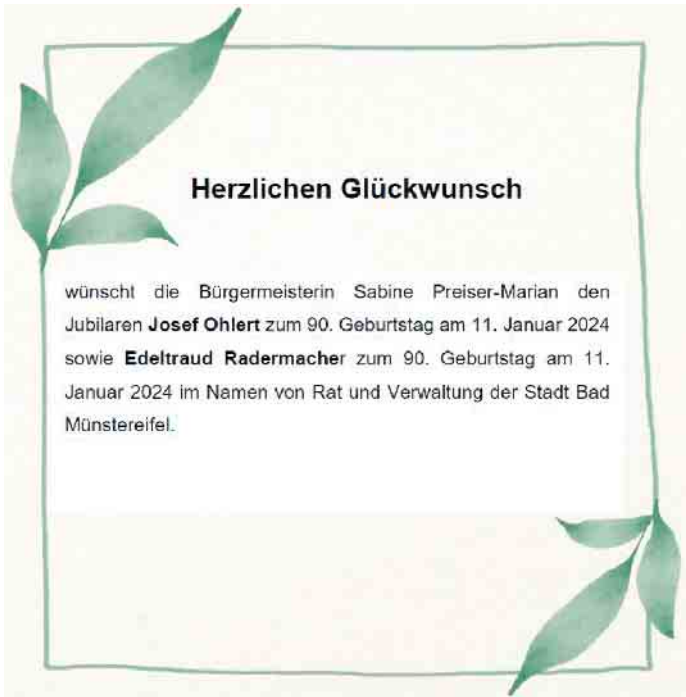 Herzlichen Glückwunsch
wünscht die Bürgermeisterin Sabine Preiser-Marian den
Jubilaren Josef Ohlert zum 90. Geburtstag am 11. Januar 2024
sowie Edeltraud Radermacher zum 90. Geburtstag am 11.
Januar 2024 im Namen von Rat und Verwaltung der Stadt Bad
Münstereifel.